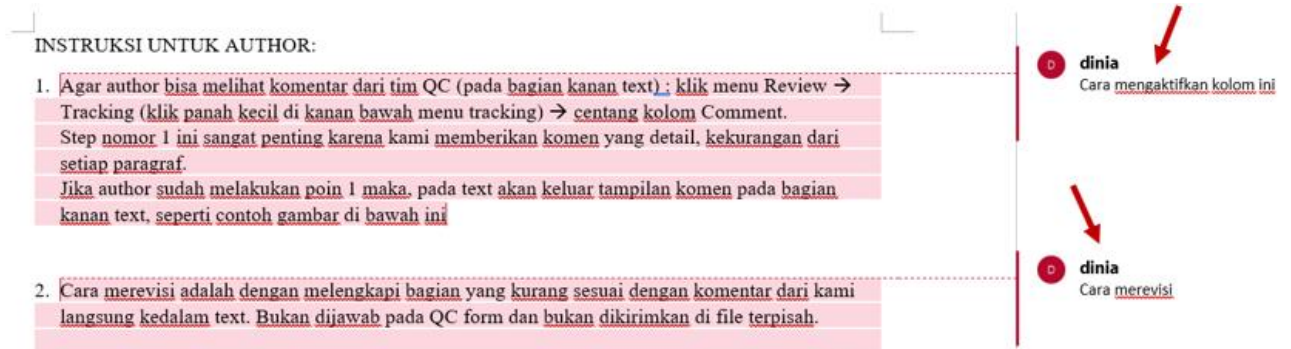 INSTRUKSI UNTUK AUTHOR:
1. Agar author bisa melihat komentar dari tim QC (pada bagian kanan text) : klik menu Review →
Tracking (klik panah kecil di kanan bawah menu tracking) → centang kolom Comment.
Step nomor 1 ini sangat penting karena kami memberikan komen yang detail, kekurangan dari
setiap paragraf.
Jika author sudah melakukan poin 1 maka, pada text akan keluar tampilan komen pada bagian
kanan text, seperti contoh gambar di bawah ini
2. Cara merevisi adalah dengan melengkapi bagian yang kurang sesuai dengan komentar dari kami
langsung kedalam text. Bukan dijawab pada QC form dan bukan dikirimkan di file terpisah.
D
dinia
Cara mengaktifkan kolom ini
D
dinia
Cara merevisi